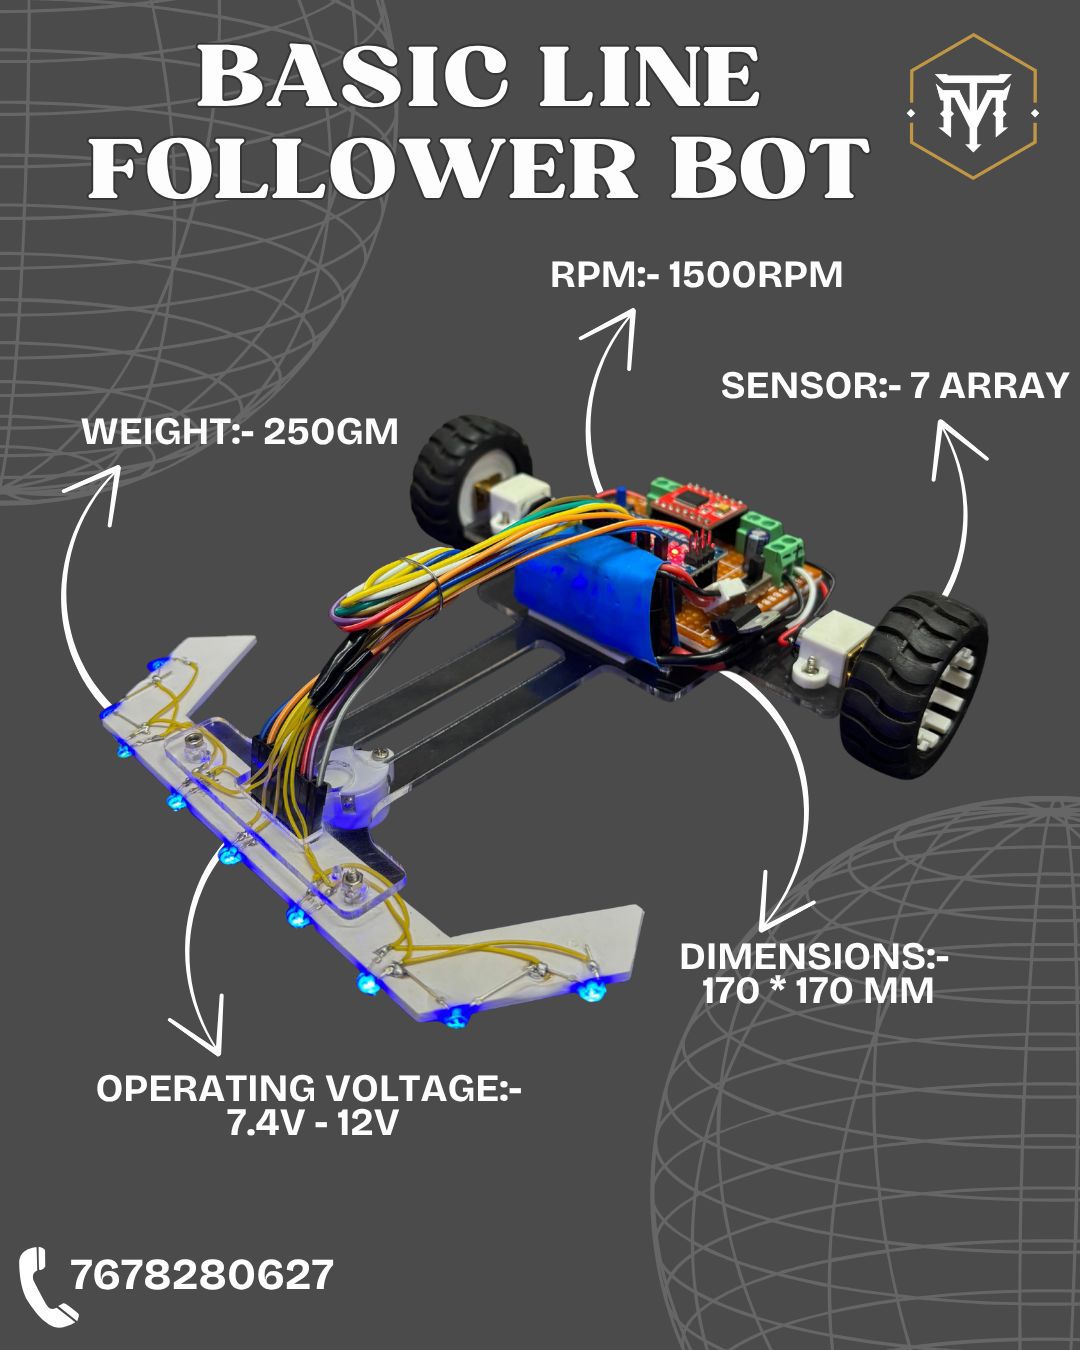 BASIC LINE
FOLLOWER BOT
RPM:- 1500RPM
SENSOR:- 7 ARRAY
WEIGHT:- 250GM
DIMENSIONS:-
170 * 170 MM
OPERATING VOLTAGE:-
7.4V - 12V
7678280627